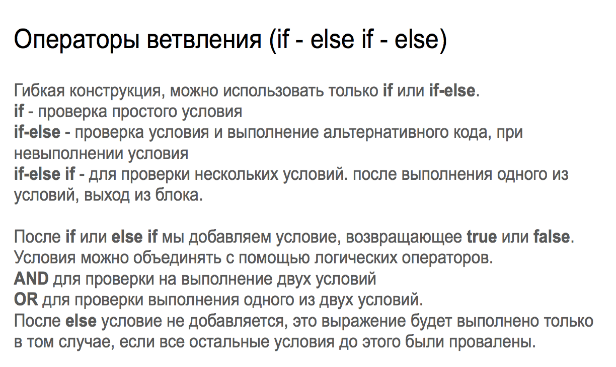 Операторы ветвления (if - else if - else)
Гибкая конструкция, можно использовать только if или if-else.
if - проверка простого условия
if-else - проверка условия и выполнение альтернативного кода, при
невыполнении условия
if-else if - для проверки нескольких условий. после выполнения одного из
условий, выход из блока.
После if или else if мы добавляем условие, возвращающее true или false.
Условия можно объединять с помощью логических операторов.
AND для проверки на выполнение двух условий
OR для проверки выполнения одного из двух условий.
После else условие не добавляется, это выражение будет выполнено только
в том случае, если все остальные условия до этого были провалены.